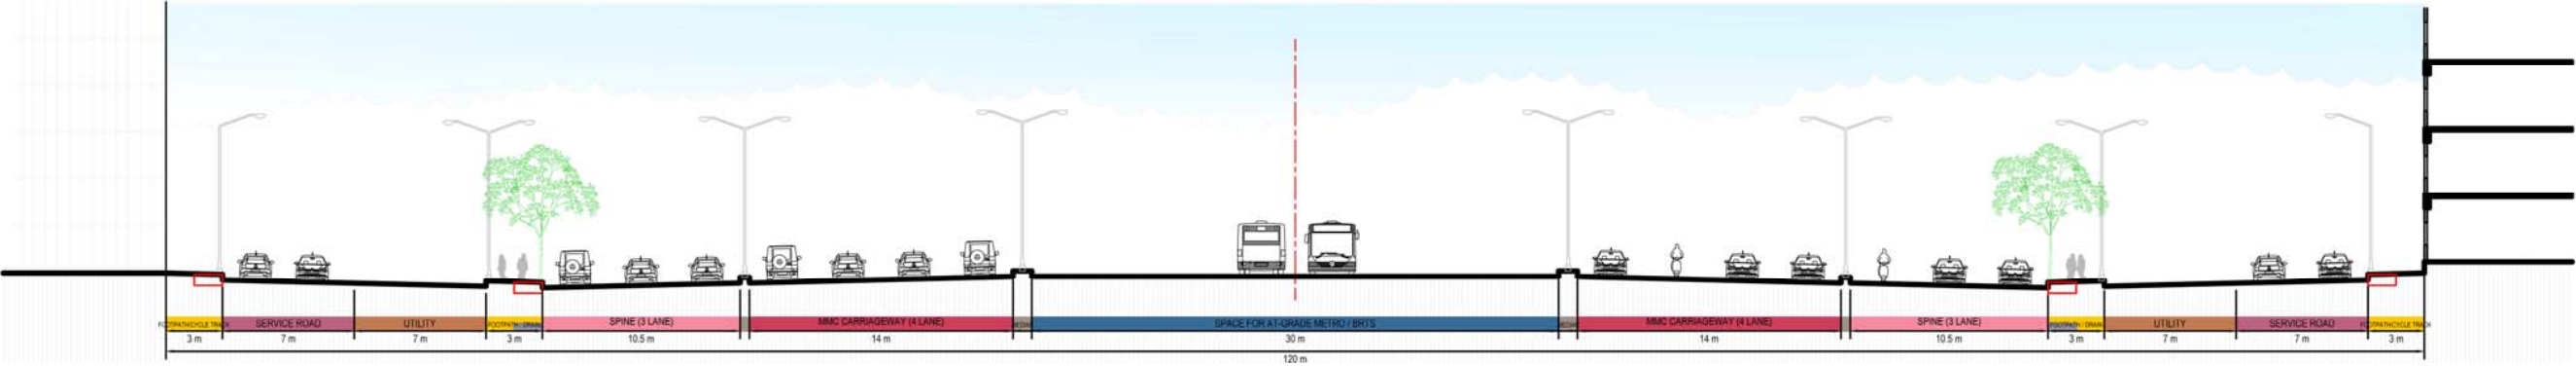 FOOTPATH/CYCLE TRACK SERVICE ROAD UTILITY FOOTPATH / DRAIN SPINE (3 LANE) MMC CARRIAGEWAY (4 LANE) MEDIAN SPACE FOR AT-GRADE METRO / BRTS MEDIAN MMC CARRIAGEWAY (4 LANE) SPINE (3 LANE) FOOTPATH / DRAIN UTILITY SERVICE ROAD FOOTPATH/CYCLE TRACK
3 m 7 m 7 m 3 m 10.5 m 14 m 30 m 14 m 10.5 m 3 m 7 m 7 m 3 m
120 m